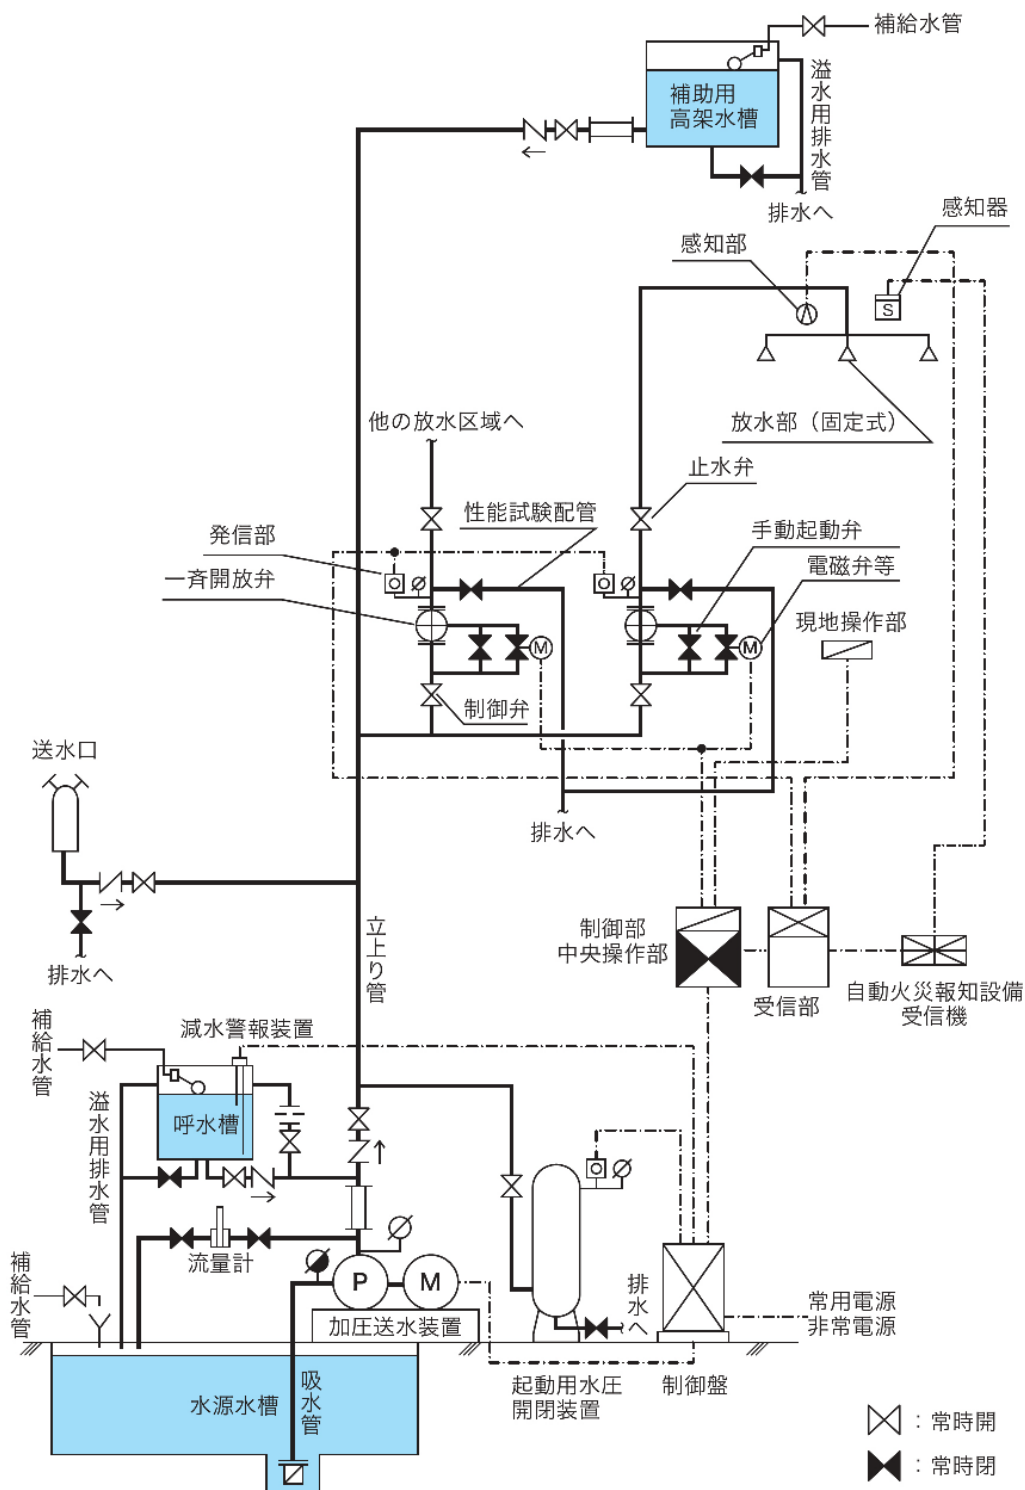 補給水管
溢水用排水管
補助用
高架水槽
排水へ
感知器
感知部
S
放水部（固定式）
他の放水区域へ
止水弁
性能試験配管
手動起動弁
発信部
電磁弁等
一斉開放弁
現地操作部
M
M
制御弁
送水口
排水へ
立上り管
制御部
中央操作部
受信部
自動火災報知設備
受信機
排水へ
補給水管
減水警報装置
呼水槽
溢水用排水管
流量計
補給水管
P
M
加圧送水装置
排水へ
常用電源
非常電源
起動用水圧
開閉装置
制御盤
水源水槽
吸水管
：常時開
：常時閉